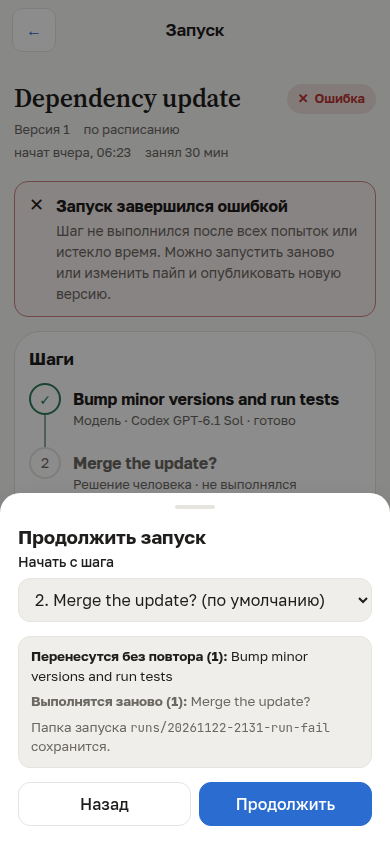 ← Запуск
Dependency update ✕ Ошибка
Версия 1 по расписанию
начат вчера, 06:23 занял 30 мин
✕ Запуск завершился ошибкой
Шаг не выполнился после всех попыток или
истекло время. Можно запустить заново
или изменить пайп и опубликовать новую
версию.
Шаги
✓ Bump minor versions and run tests
Модель · Codex GPT-6.1 Sol · готово
2 Merge the update?
Решение человека · не выполнялся
Продолжить запуск
Начать с шага
2. Merge the update? (по умолчанию)
Перенесутся без повтора (1): Bump minor
versions and run tests
Выполнятся заново (1): Merge the update?
Папка запуска runs/20261122-2131-run-fail
сохранится.
Назад Продолжить